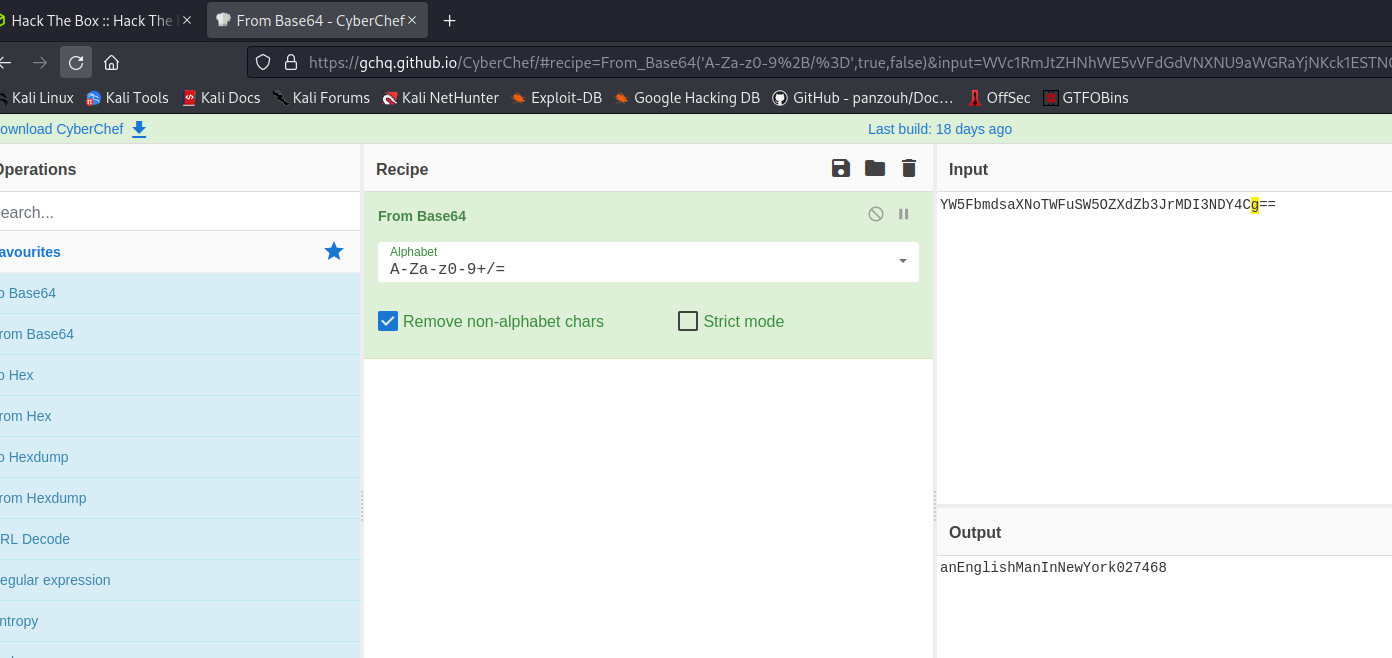 Hack The Box :: Hack The
From Base64 - CyberChef
https://gchq.github.io/CyberChef/#recipe=From_Base64('A-Za-z0-9%2B/%3D',true,false)&input=WVc1RmJtZHNhWE5vVFdGdVNXNU9aWGRaYjNKck1ESTNO
Kali Linux Kali Tools Kali Docs Kali Forums Kali NetHunter Exploit-DB Google Hacking DB GitHub - panzouh/Doc… OffSec GTFOBins
ownload CyberChef Last build: 18 days ago
Operations
Recipe
Input
earch...
avourites
o Base64
rom Base64
o Hex
rom Hex
o Hexdump
rom Hexdump
RL Decode
egular expression
ntropy
From Base64
Alphabet
A-Za-z0-9+/=
Remove non-alphabet chars Strict mode
YW5FbmdsaXNoTWFuSW5OZXdZb3JrMDI3NDY4Cg==
Output
anEnglishManInNewYork027468